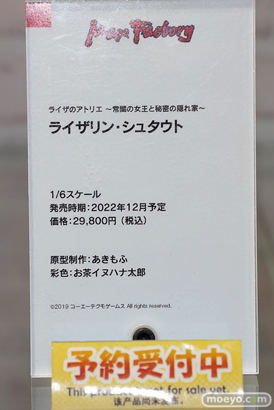 Max Factory
ライザのアトリエ ～常闇の女王と秘密の隠れ家～
ライザリン・シュタウト
1/6スケール
発売時期：2022年12月予定
価格：29,800円（税込）
原型制作：あきもふ
彩色：お茶イヌハナ太郎
©2019 コーエーテクモゲームス All rights reserved.
予約受付中
This product is not for sale yet.
该产品尚未发售。
moeyo.com